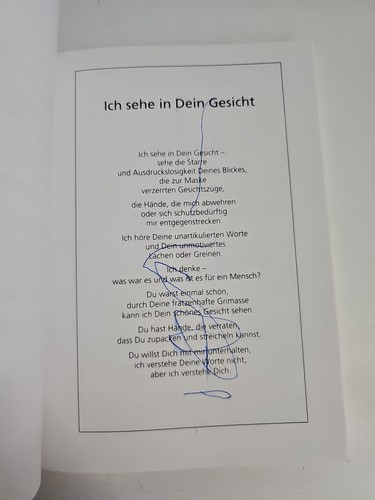 Ich sehe in Dein Gesicht
Ich sehe in Dein Gesicht –
sehe die Starre
und Ausdruckslosigkeit Deines Blickes,
die zur Maske
verzerrten Gesichtszüge,
die Hände, die mich abwehren
oder sich schutzbedürftig
mir entgegenstrecken.
Ich höre Deine unartikulierten Worte
und Dein unmotiviertes
Lachen oder Greinen.
Ich denke –
was war es und was ist es für ein Mensch?
Du warst einmal schön,
durch Deine fratzenhafte Grimasse
kann ich Dein schönes Gesicht sehen.
Du hast Hände, die verraten,
dass Du zupacken und streicheln kannst.
Du willst Dich mit mir unterhalten,
ich verstehe Deine Worte nicht,
aber ich verstehe Dich.